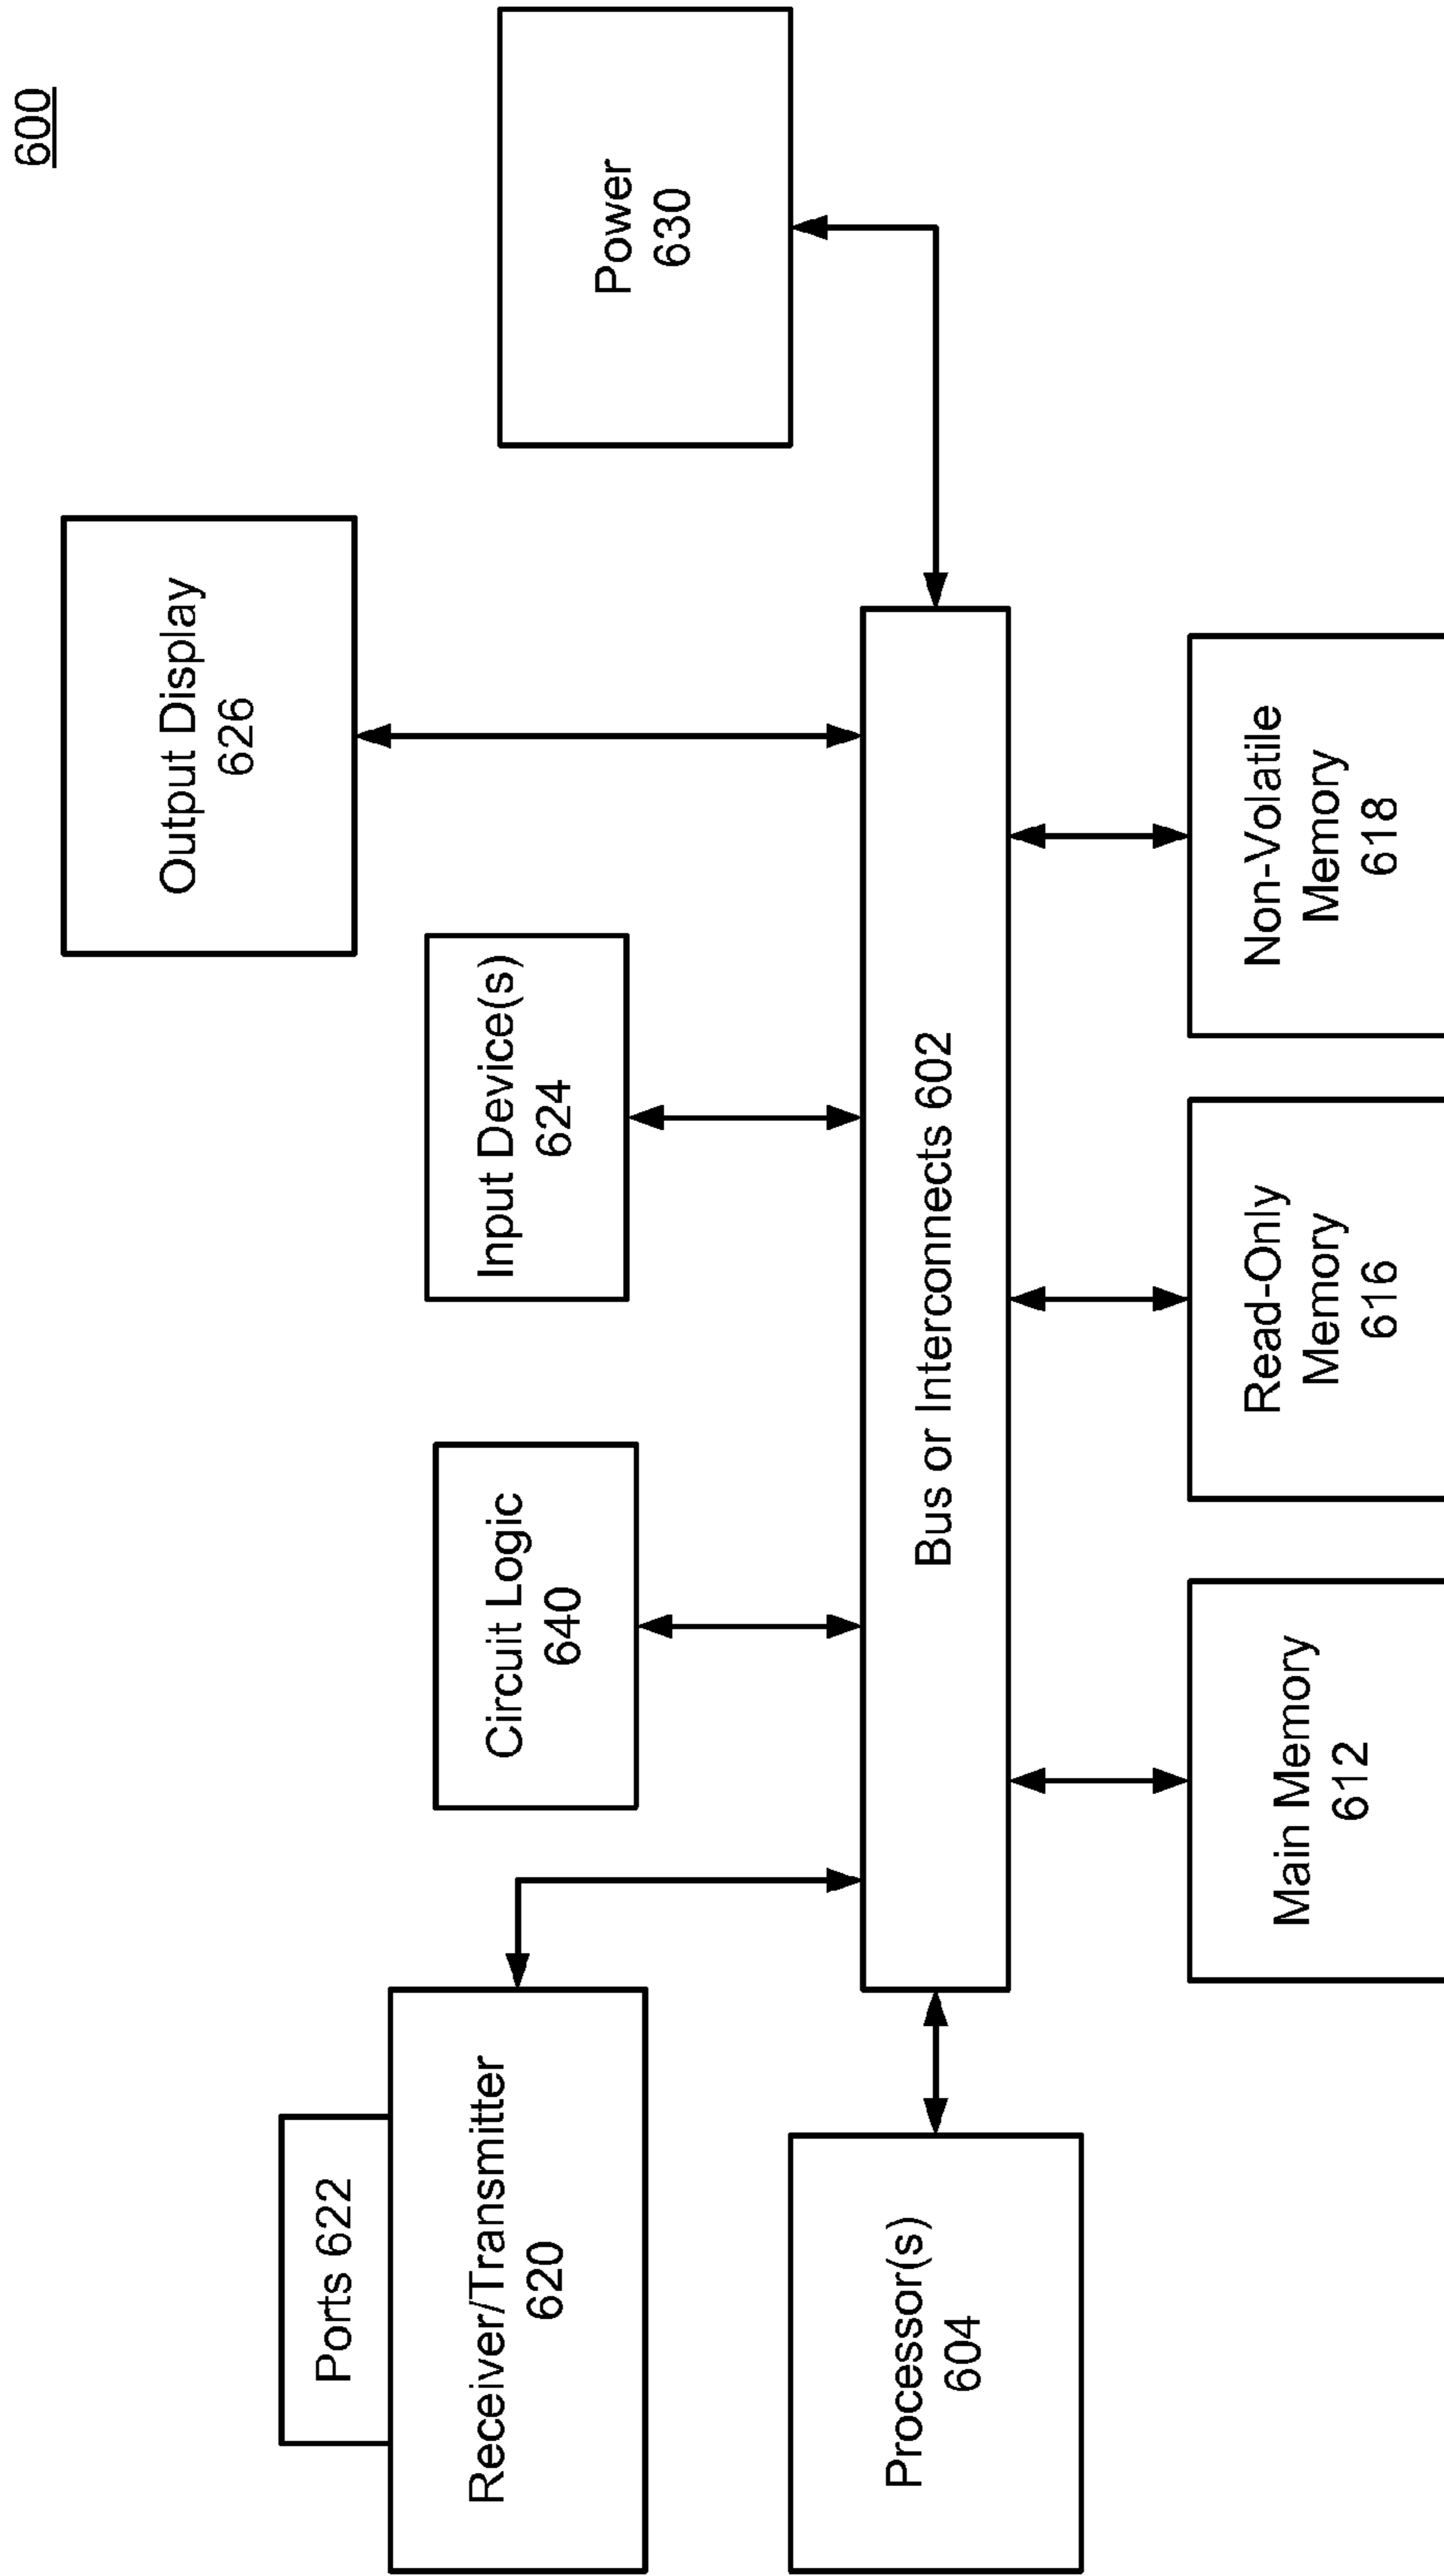 600
Output Display
626
Power
630
Input Device(s)
624
Circuit Logic
640
Ports 622
Receiver/Transmitter
620
Processor(s)
604
Bus or Interconnects 602
Main Memory
612
Read-Only
Memory
616
Non-Volatile
Memory
618